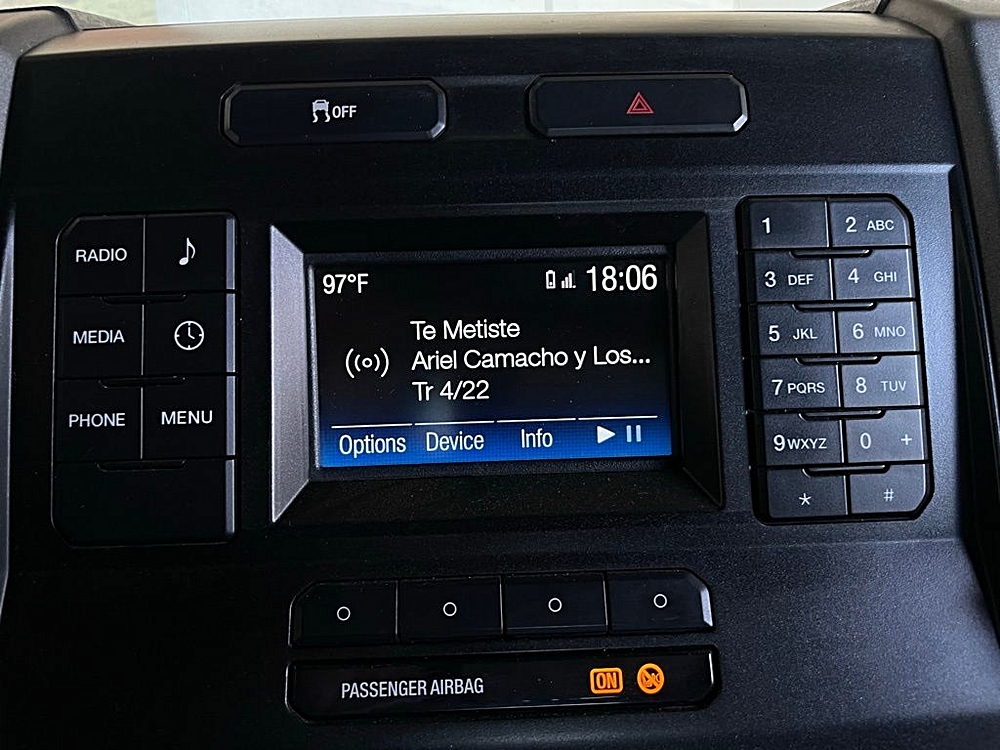 OFF
RADIO
MEDIA
PHONE MENU
97°F 18:06
Te Metiste
Ariel Camacho y Los...
Tr 4/22
Options Device Info
1 2 ABC
3 DEF 4 GHI
5 JKL 6 MNO
7 PQRS 8 TUV
9 WXYZ 0 +
* #
PASSENGER AIRBAG ON